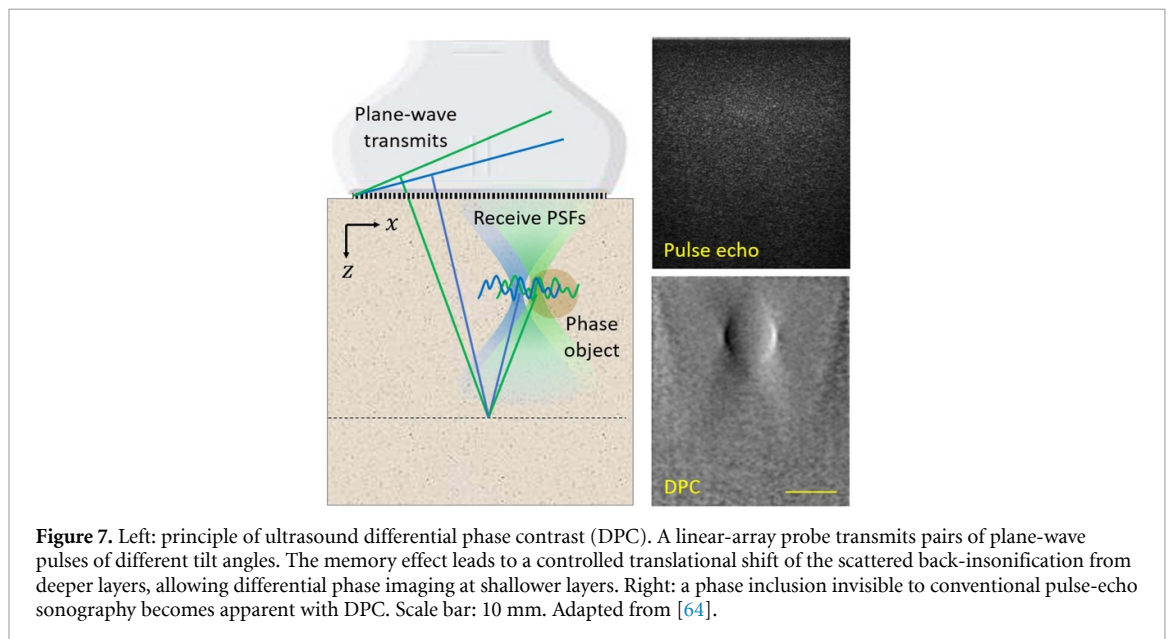 Plane-wave
transmits
Receive PSFs
x
z
Phase
object
Pulse echo
DPC
Figure 7. Left: principle of ultrasound differential phase contrast (DPC). A linear-array probe transmits pairs of plane-wave
pulses of different tilt angles. The memory effect leads to a controlled translational shift of the scattered back-insonification from
deeper layers, allowing differential phase imaging at shallower layers. Right: a phase inclusion invisible to conventional pulse-echo
sonography becomes apparent with DPC. Scale bar: 10 mm. Adapted from [64].